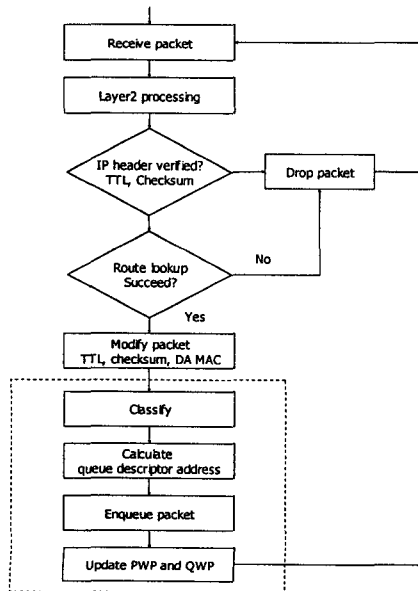 Receive packet
Layer2 processing
IP header verified?
TTL, Checksum
Drop packet
Route lookup
Succeed?
No
Yes
Modify packet
TTL, checksum, DA MAC
Classify
Calculate
queue descriptor address
Enqueue packet
Update PWP and QWP